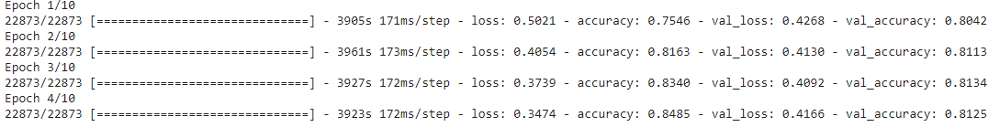 Epoch 1/10
22873/22873 [==============================] - 3905s 171ms/step - loss: 0.5021 - accuracy: 0.7546 - val_loss: 0.4268 - val_accuracy: 0.8042
Epoch 2/10
22873/22873 [==============================] - 3961s 173ms/step - loss: 0.4054 - accuracy: 0.8163 - val_loss: 0.4130 - val_accuracy: 0.8113
Epoch 3/10
22873/22873 [==============================] - 3927s 172ms/step - loss: 0.3739 - accuracy: 0.8340 - val_loss: 0.4092 - val_accuracy: 0.8134
Epoch 4/10
22873/22873 [==============================] - 3923s 172ms/step - loss: 0.3474 - accuracy: 0.8485 - val_loss: 0.4166 - val_accuracy: 0.8125